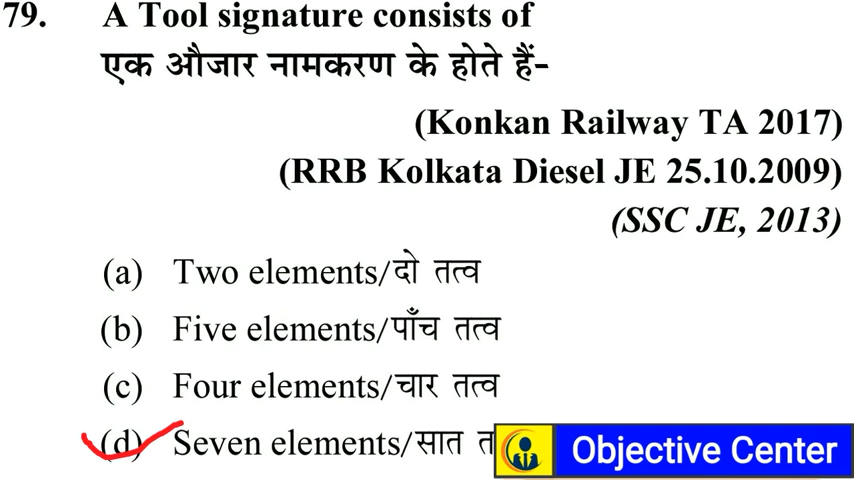 79. A Tool signature consists of
एक औजार नामकरण के होते हैं-
(Konkan Railway TA 2017)
(RRB Kolkata Diesel JE 25.10.2009)
(SSC JE, 2013)
(a) Two elements/दो तत्व
(b) Five elements/पाँच तत्व
(c) Four elements/चार तत्व
(d) Seven elements/सात
Objective Center